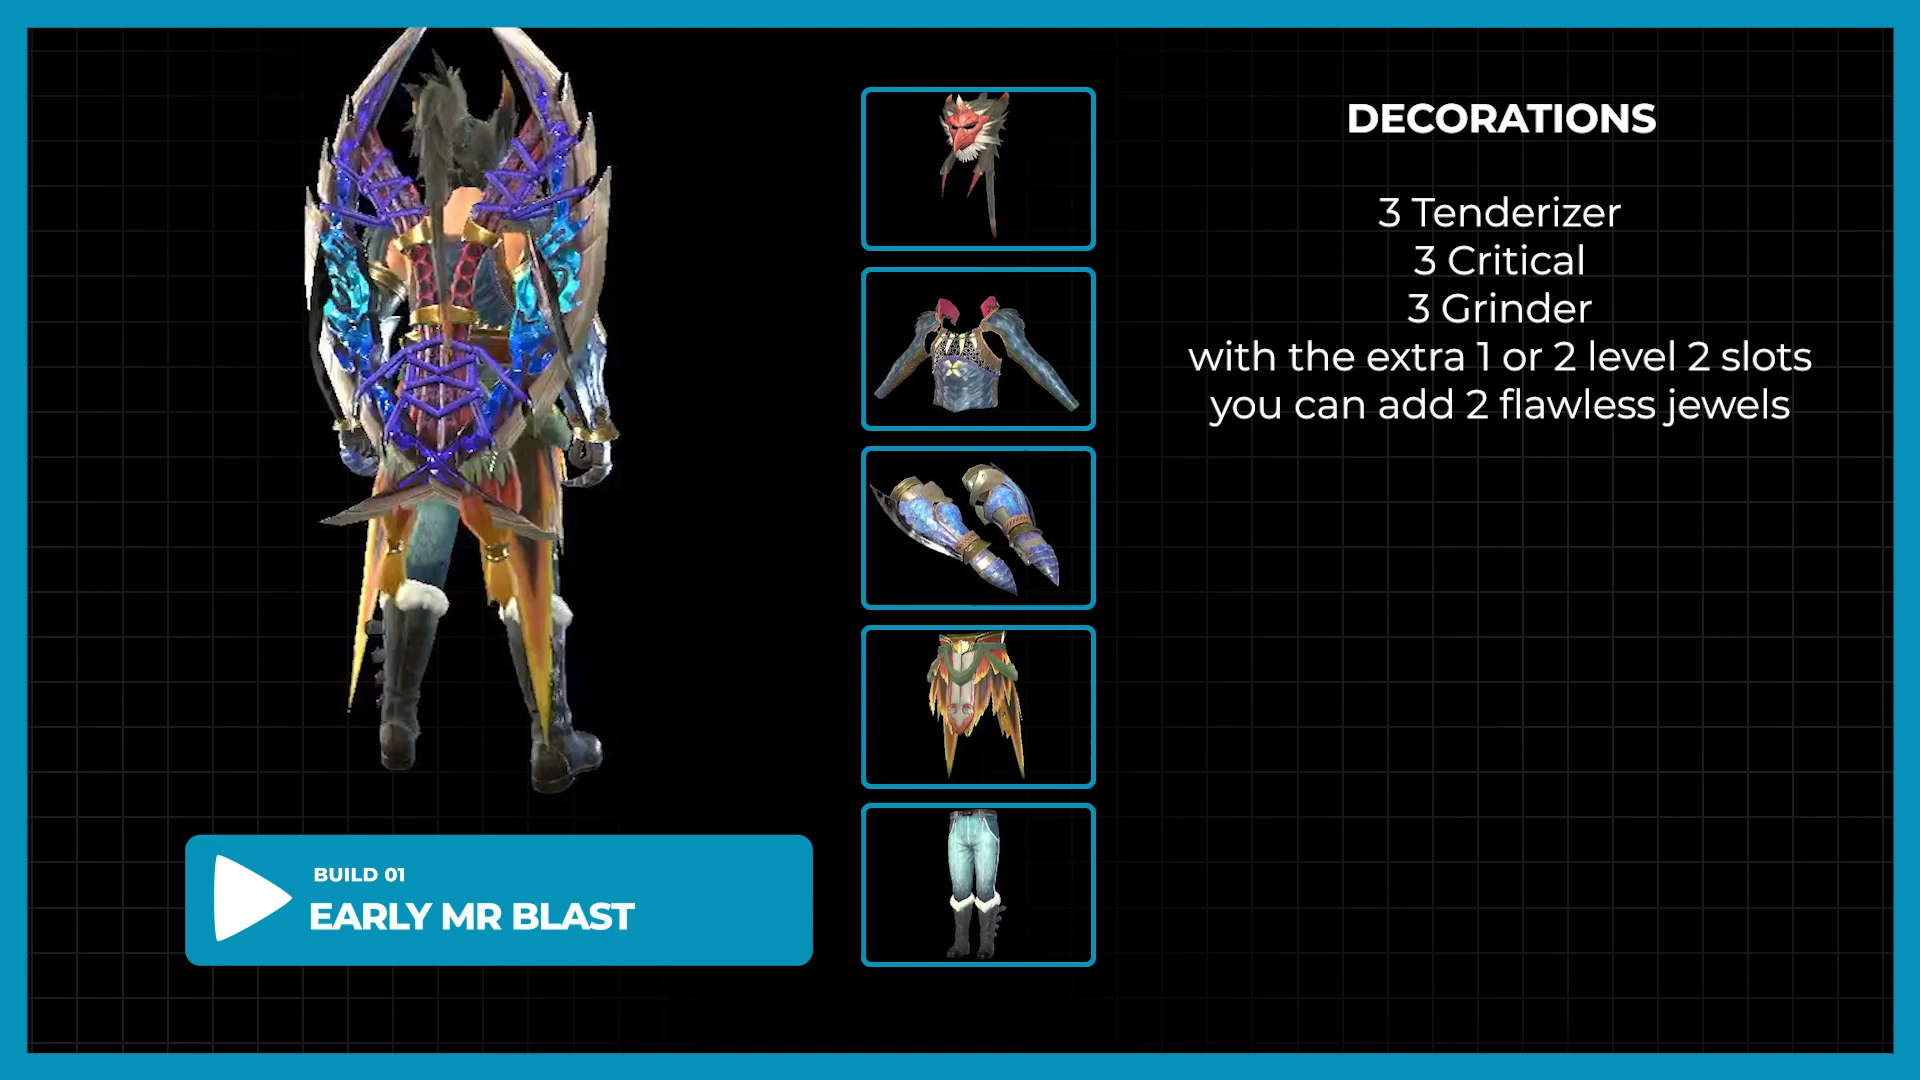 DECORATIONS
3 Tenderizer
3 Critical
3 Grinder
with the extra 1 or 2 level 2 slots
you can add 2 flawless jewels
BUILD 01
EARLY MR BLAST